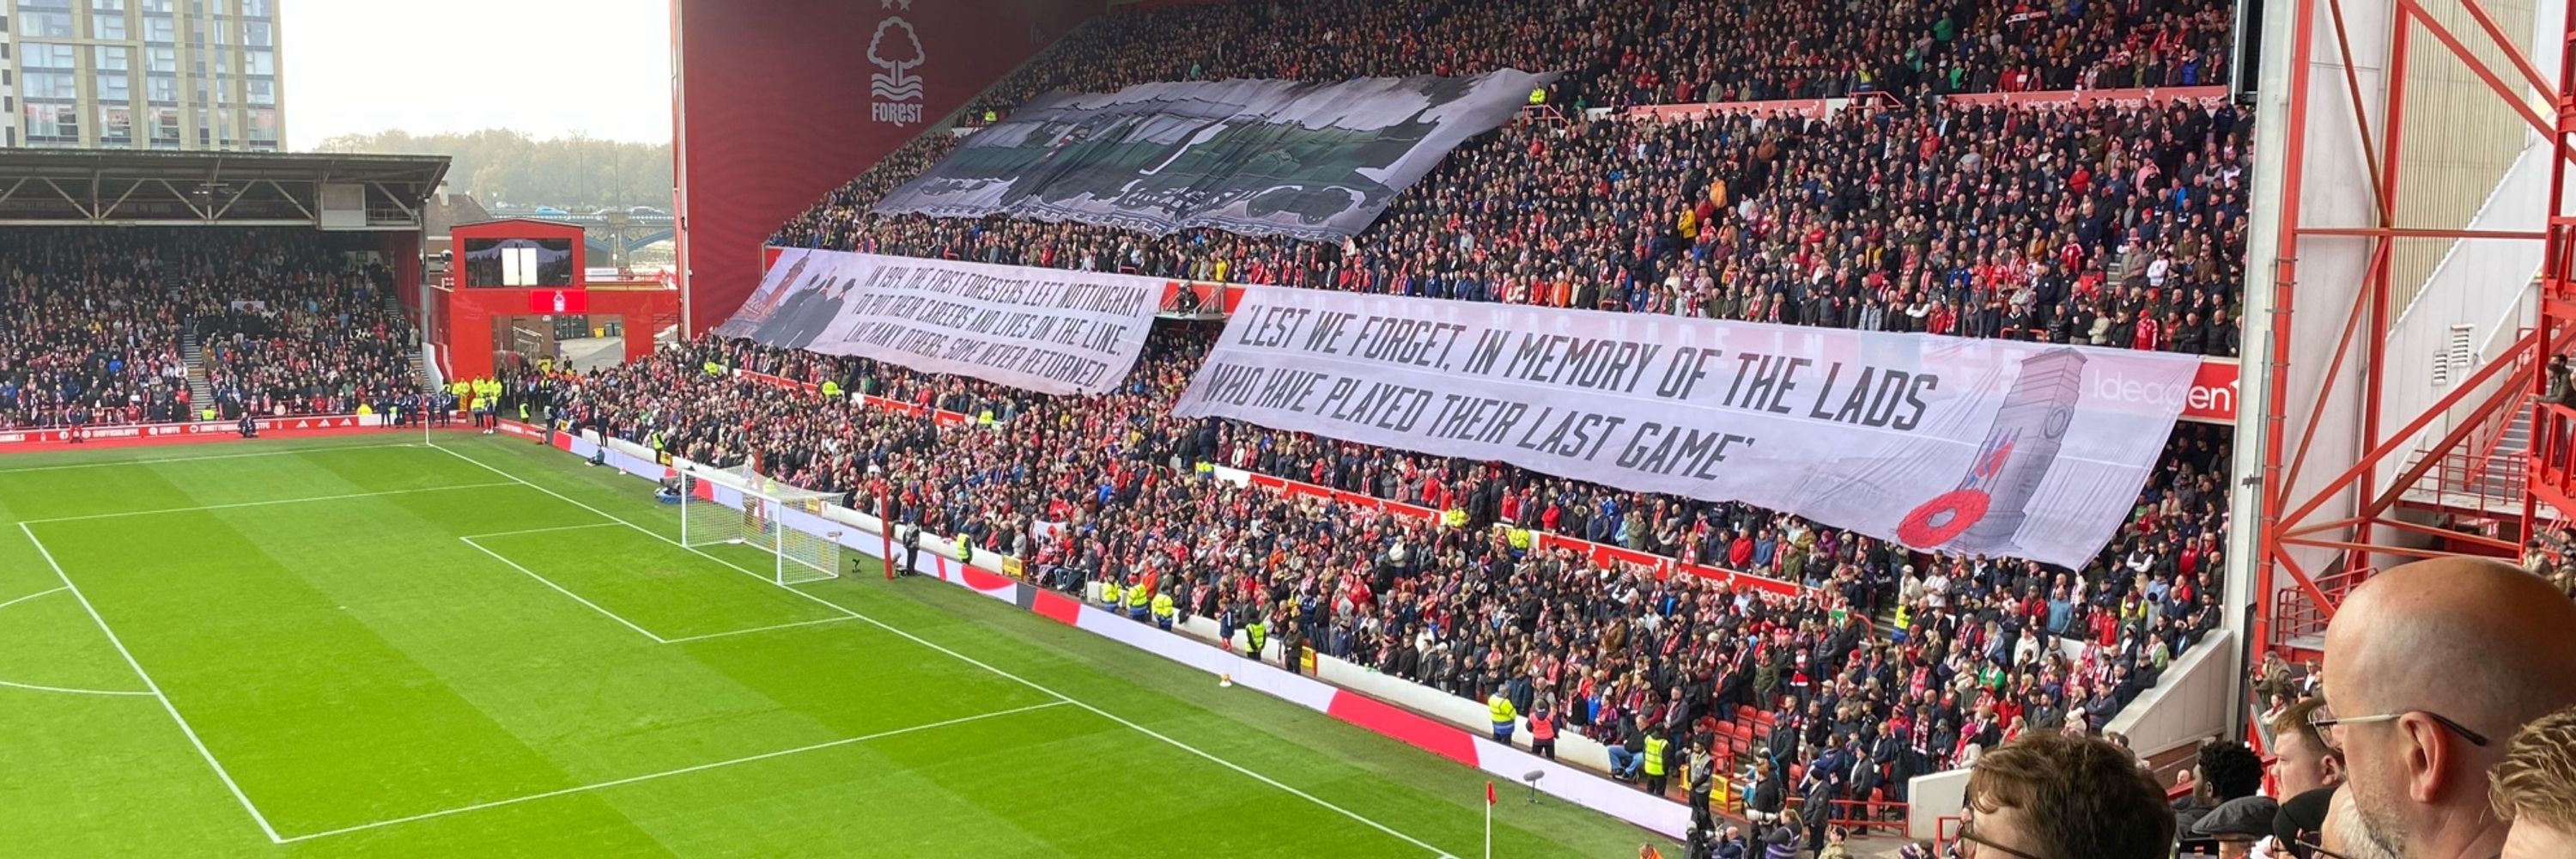 FOREST
IN 1914, THE FIRST FORESTERS LEFT NOTTINGHAM
TO PUT THEIR CAREERS AND LIVES ON THE LINE.
LIKE MANY OTHERS, SOME NEVER RETURNED.
'LEST WE FORGET, IN MEMORY OF THE LADS
WHO HAVE PLAYED THEIR LAST GAME'
Ideagen
Ideagen
Ideagen